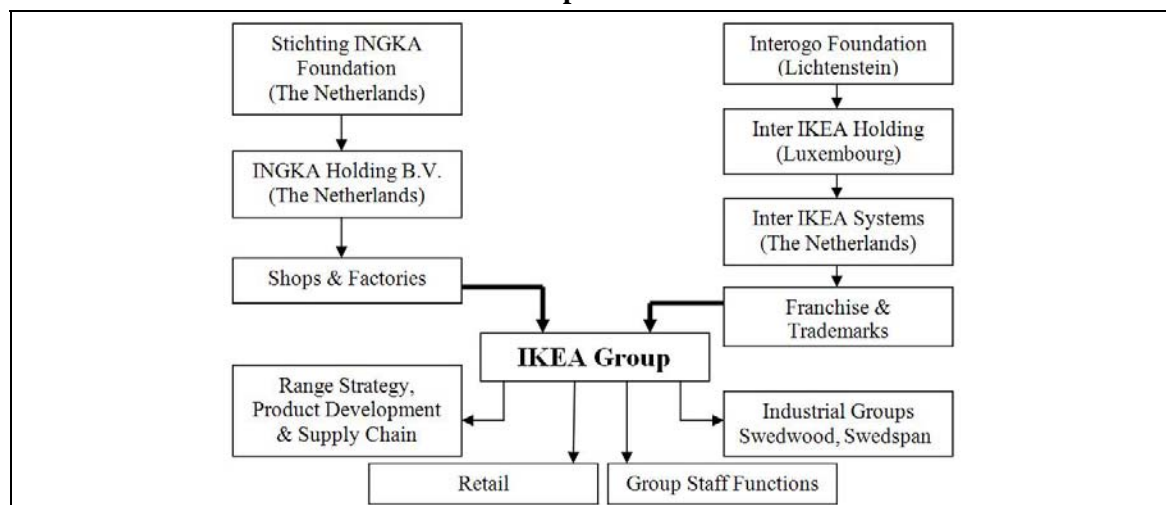 Stichting INGKA
Foundation
(The Netherlands)
INGKA Holding B.V.
(The Netherlands)
Shops & Factories
Interogo Foundation
(Lichtenstein)
Inter IKEA Holding
(Luxembourg)
Inter IKEA Systems
(The Netherlands)
Franchise &
Trademarks
IKEA Group
Range Strategy,
Product Development
& Supply Chain
Retail
Group Staff Functions
Industrial Groups
Swedwood, Swedspan